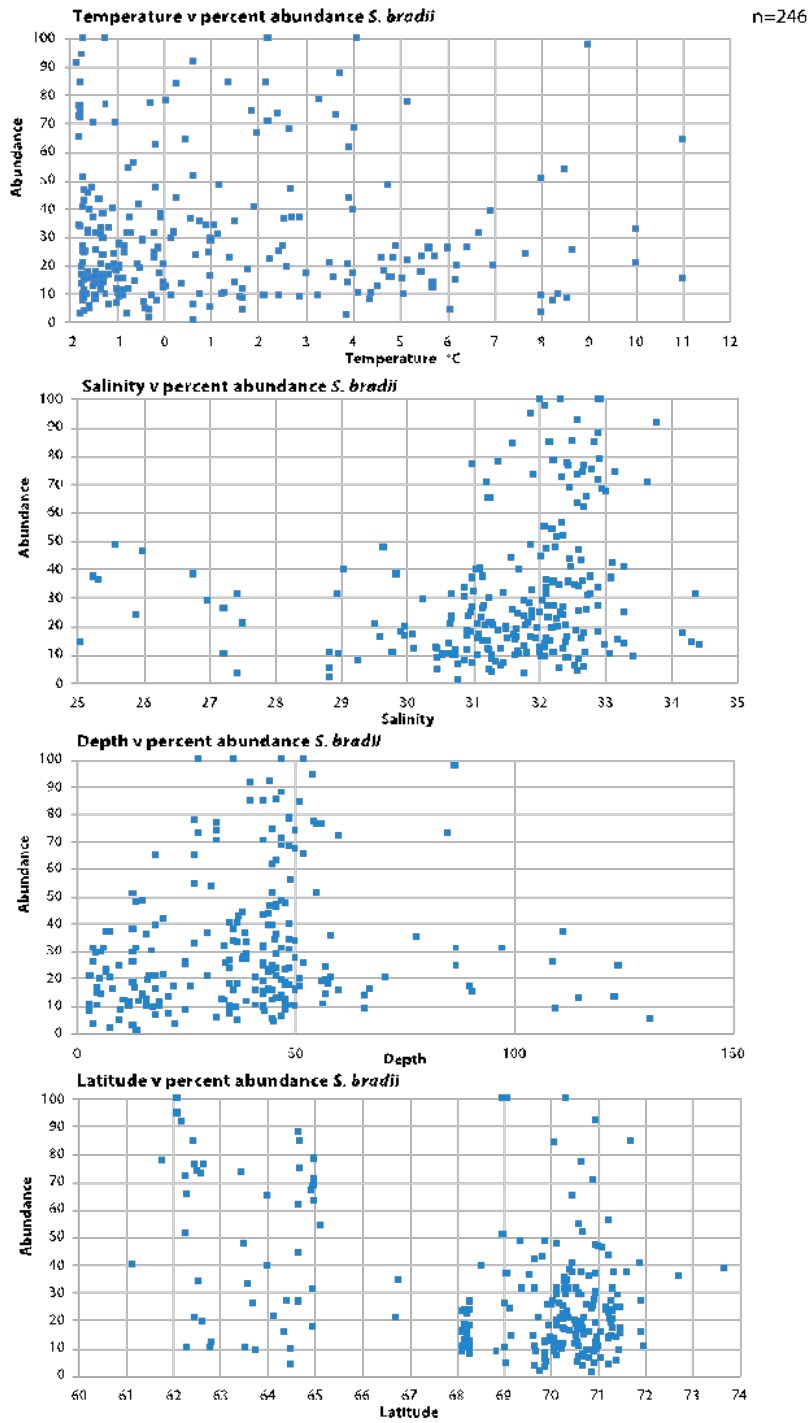 Temperature v percent abundance S. bradii
n=246
100
90
80
70
60
50
40
30
20
10
0
Abundance
2 1 0 1 2 3 4 5 6 7 8 9 10 11 12
Temperature °C
Salinity v percent abundance S. bradii
100
90
80
70
60
50
40
30
20
10
0
Abundance
25 26 27 28 29 30 31 32 33 34 35
Salinity
Depth v percent abundance S. bradii
100
90
80
70
60
50
40
30
20
10
0
Abundance
0 50 100 150
Depth
Latitude v percent abundance S. bradii
100
90
80
70
60
50
40
30
20
10
0
Abundance
60 61 62 63 64 65 67 68 69 70 71 72 73 74
Latitude